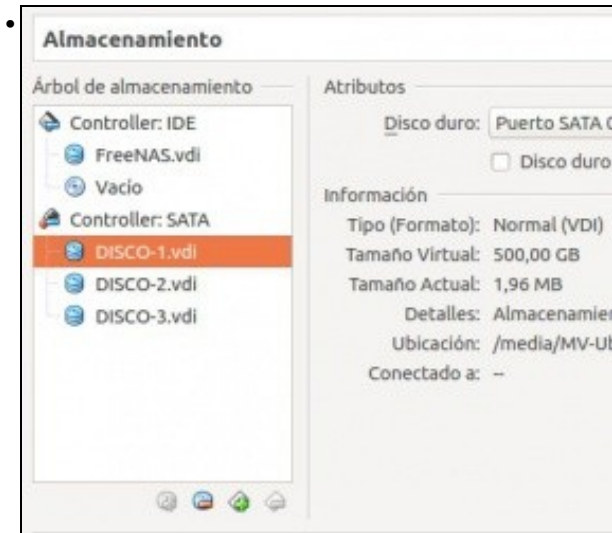 Almacenamiento
Árbol de almacenamiento
Controller: IDE
FreeNAS.vdi
Vacío
Controller: SATA
DISCO-1.vdi
DISCO-2.vdi
DISCO-3.vdi
Atributos
Disco duro: Puerto SATA
Disco duro
Información
Tipo (Formato): Normal (VDI)
Tamaño Virtual: 500,00 GB
Tamaño Actual: 1,96 MB
Detalles:
Ubicación: /media/MV-Ub
Conectado a: --